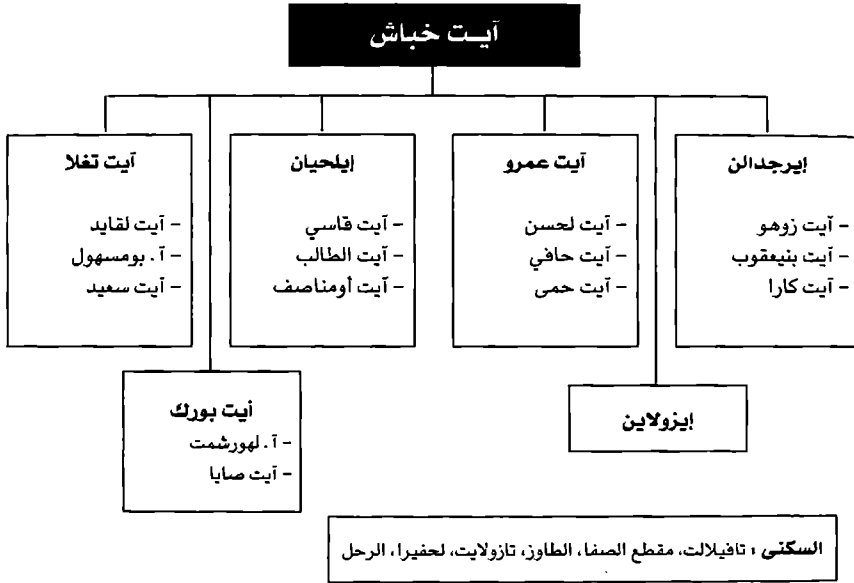 آيت خباش
إيرجدالن
- آيت زوهو
- آيت بنيعقوب
- آيت كارا
آيت عمرو
- آيت لحسن
- آيت حافي
- آيت حمى
إيلحيان
- آيت قاسي
- آيت الطالب
- آيت أومناصف
آيت تغلا
- آيت لقايد
- آ. بومسهول
- آيت سعيد
إيزولاين
أيت بورك
- آ. لهورشمت
- آيت صايا
السكنى : تافيلالت، مقطع الصفا، الطاوز، تازولايت، لحفيرا، الرحل